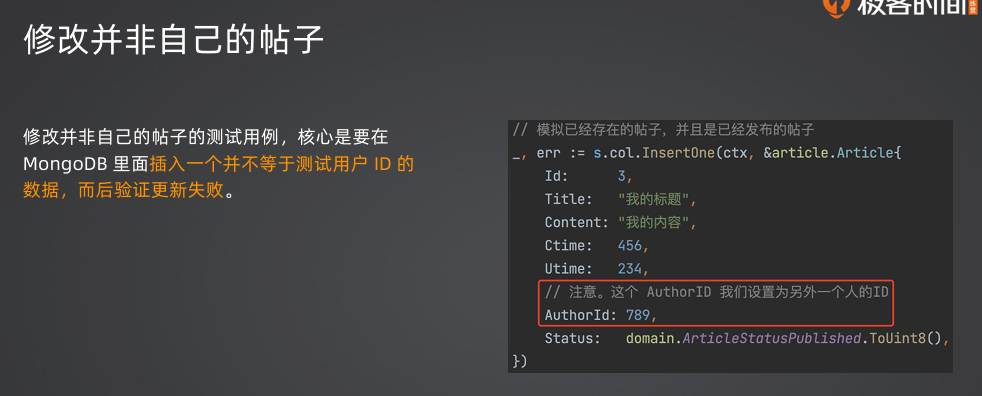 极客时间
修改并非自己的帖子
修改并非自己的帖子的测试用例，核心是要在
MongoDB 里面插入一个并不等于测试用户 ID 的
数据，而后验证更新失败。
// 模拟已经存在的帖子，并且是已经发布的帖子
_, err := s.col.InsertOne(ctx, &article.Article{
Id: 3,
Title: "我的标题",
Content: "我的内容",
Ctime: 456,
Utime: 234,
// 注意。这个 AuthorID 我们设置为另外一个人的ID
AuthorId: 789,
Status: domain.ArticleStatusPublished.ToUint8(),
})